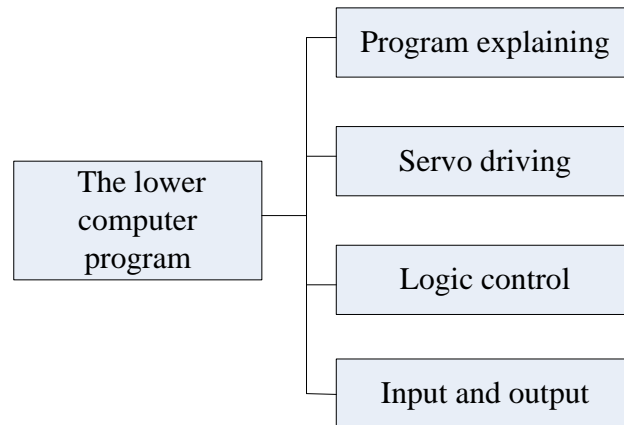 Program explaining
Servo driving
The lower
computer
program
Logic control
Input and output